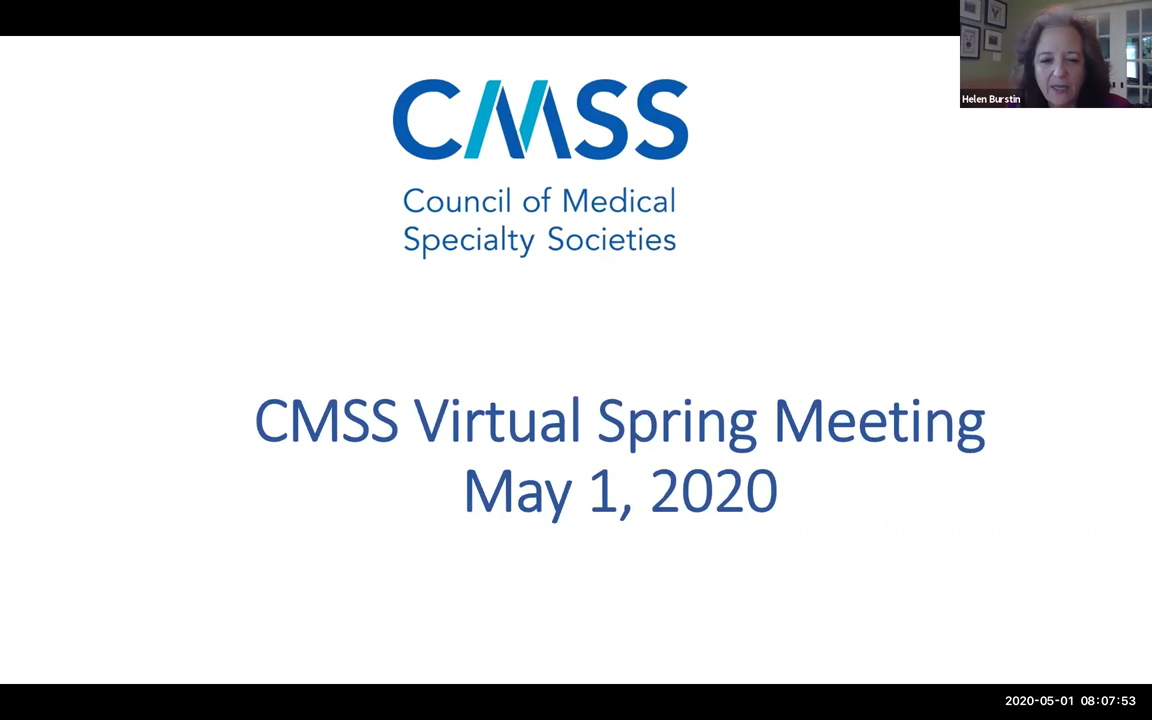 Helen Burstin
CMSS
Council of Medical
Specialty Societies
CMSS Virtual Spring Meeting
May 1, 2020
2020-05-01 08:07:53